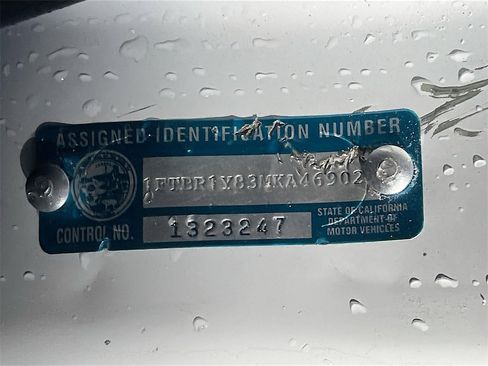 ASSIGNED IDENTIFICATION NUMBER
1FTBR1Y83MKA46902
CONTROL NO. 1323247
STATE OF CALIFORNIA
DEPARTMENT OF
MOTOR VEHICLES